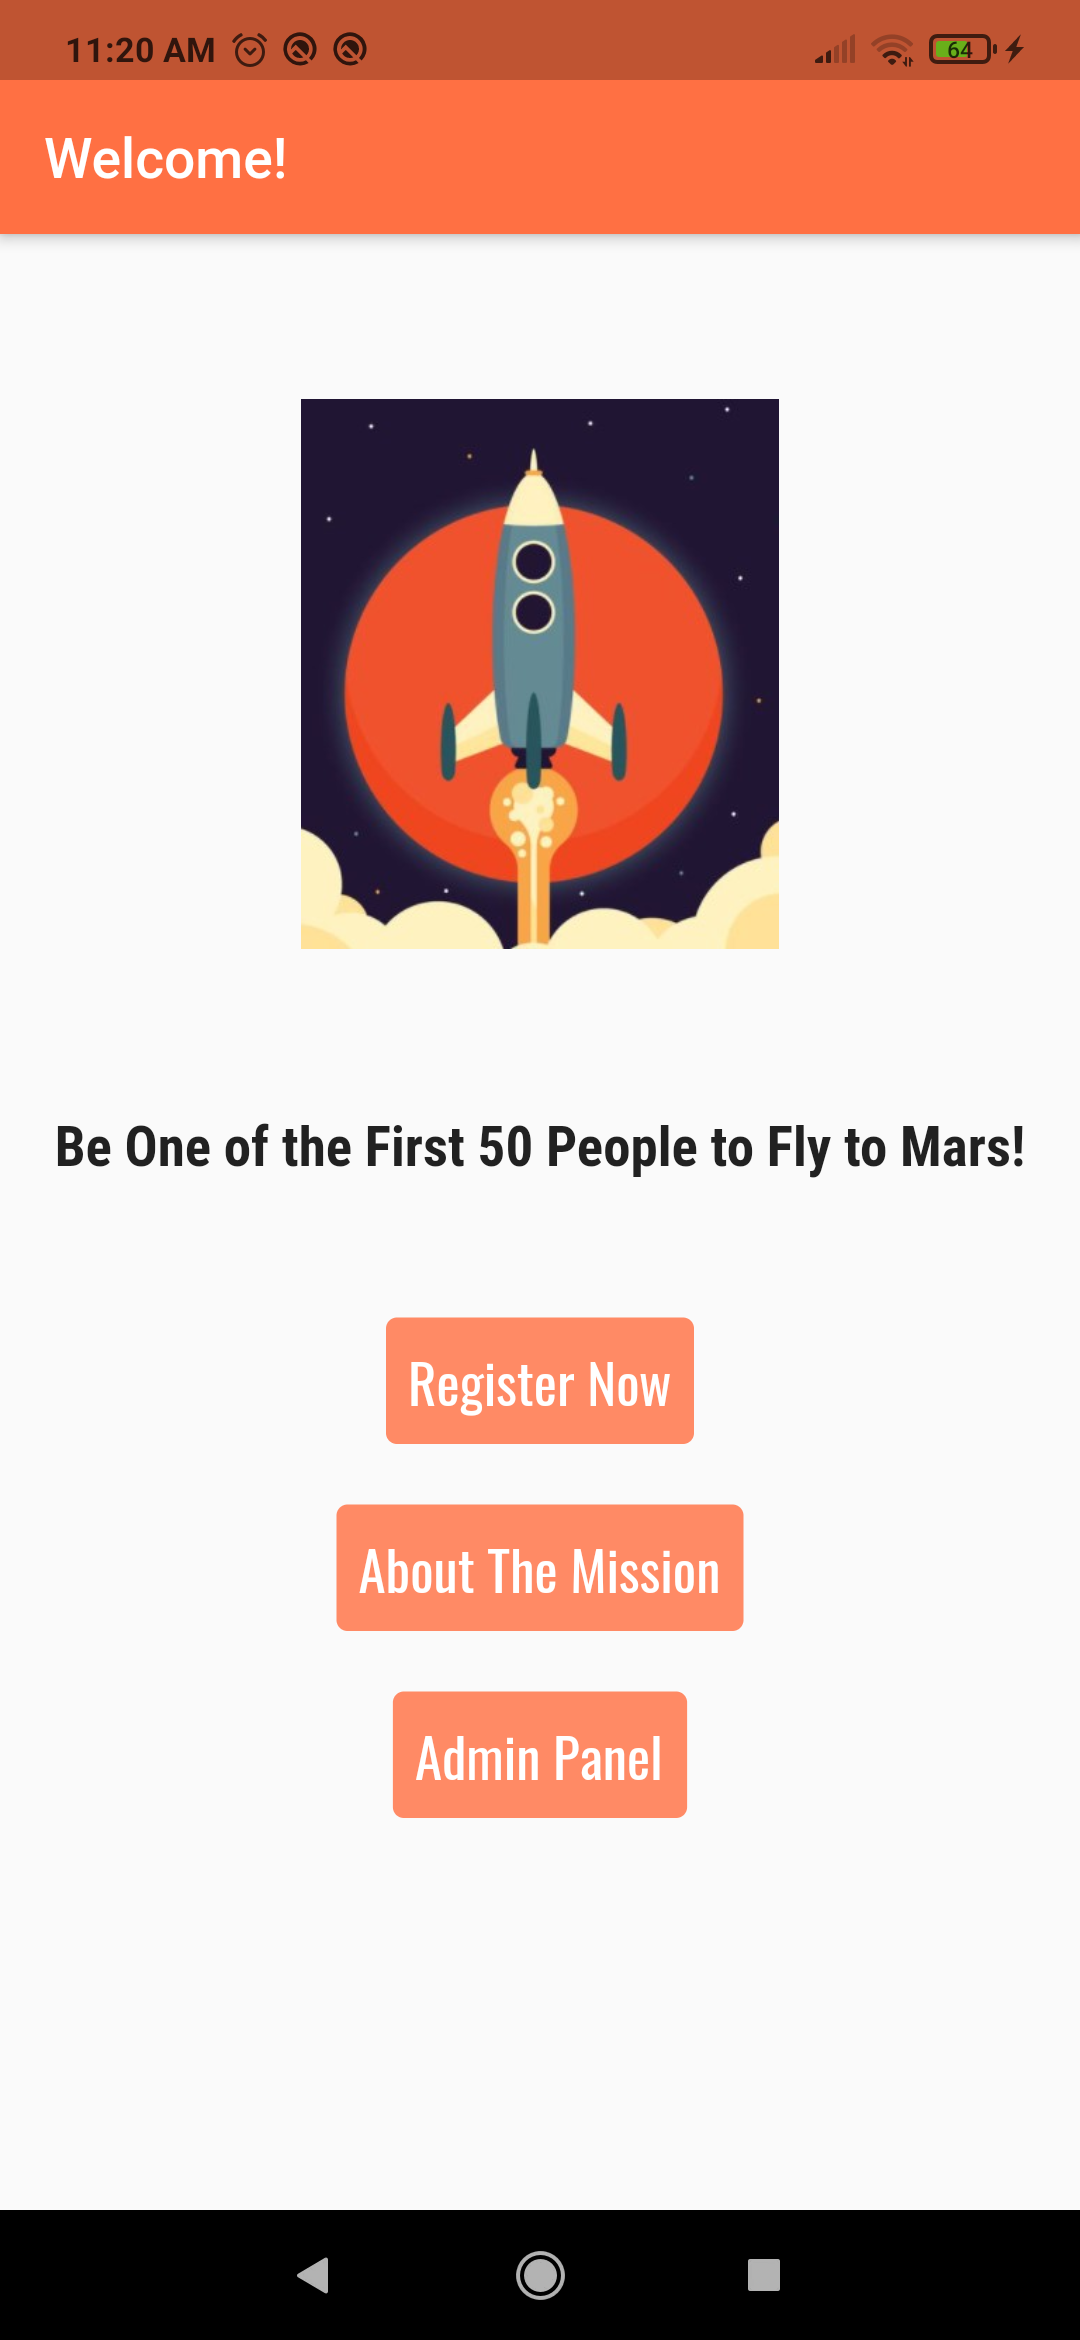 11:20 AM 64
Welcome!
Be One of the First 50 People to Fly to Mars!
Register Now
About The Mission
Admin Panel